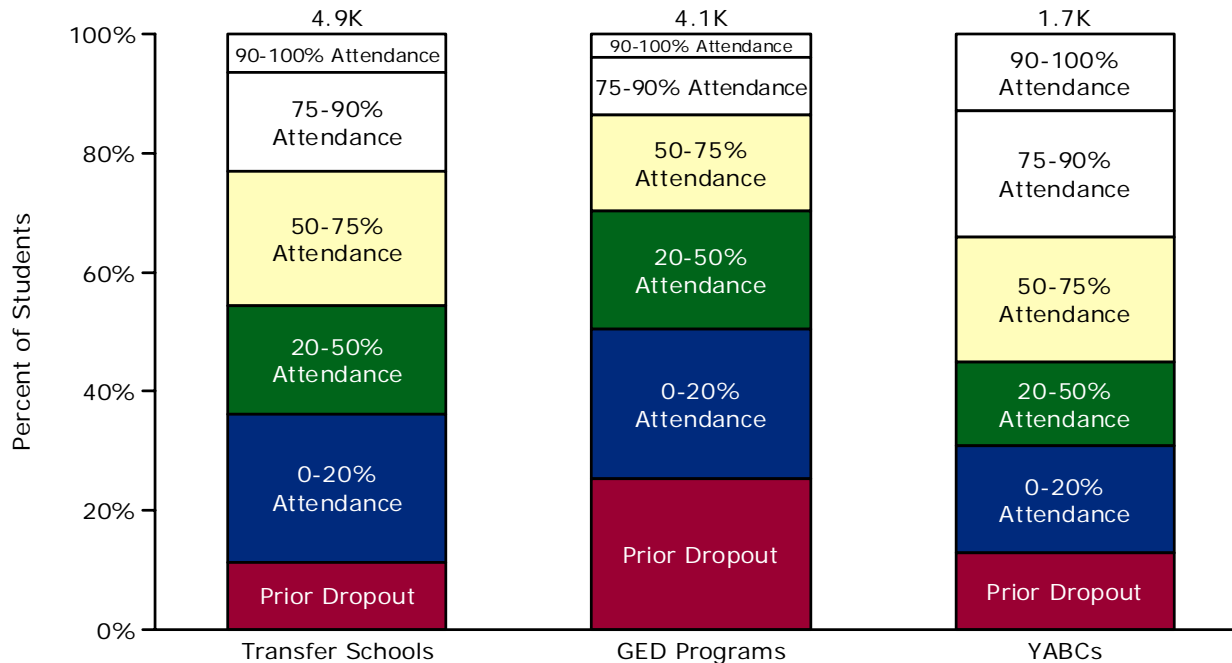 4.9K
4.1K
1.7K
Percent of Students
100%
80%
60%
40%
20%
0%
90-100% Attendance
75-90%
Attendance
50-75%
Attendance
20-50%
Attendance
0-20%
Attendance
Prior Dropout
90-100% Attendance
75-90% Attendance
50-75%
Attendance
20-50%
Attendance
0-20%
Attendance
Prior Dropout
90-100%
Attendance
75-90%
Attendance
50-75%
Attendance
20-50%
Attendance
0-20%
Attendance
Prior Dropout
Transfer Schools
GED Programs
YABCs